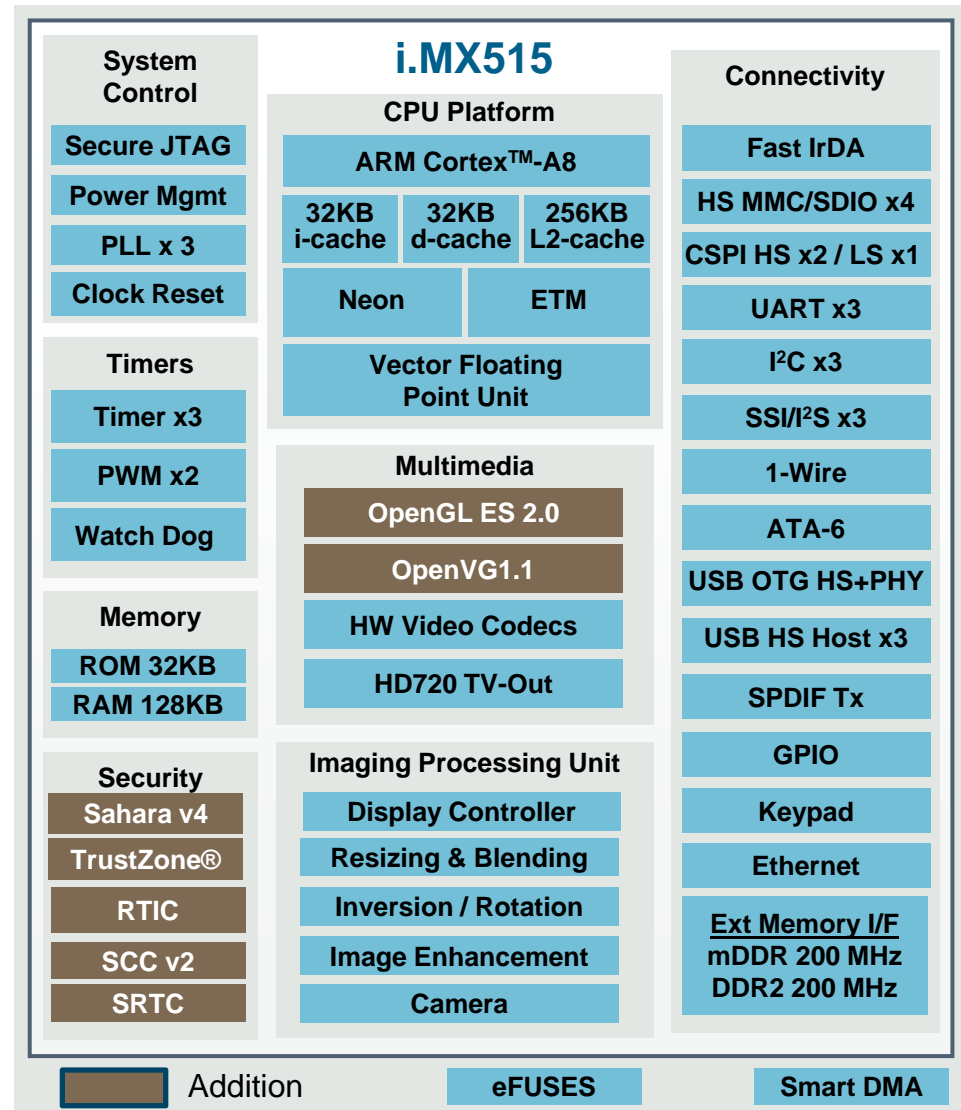 i.MX515
System
Control
Secure JTAG
Power Mgmt
PLL x 3
Clock Reset
Timers
Timer x3
PWM x2
Watch Dog
Memory
ROM 32KB
RAM 128KB
Security
Sahara v4
TrustZone®
RTIC
SCC v2
SRTC
CPU Platform
ARM Cortex™-A8
32KB
i-cache
32KB
d-cache
256KB
L2-cache
Neon
ETM
Vector Floating
Point Unit
Multimedia
OpenGL ES 2.0
OpenVG1.1
HW Video Codecs
HD720 TV-Out
Imaging Processing Unit
Display Controller
Resizing & Blending
Inversion / Rotation
Image Enhancement
Camera
Connectivity
Fast IrDA
HS MMC/SDIO x4
CSPI HS x2 / LS x1
UART x3
I²C x3
SSI/I²S x3
1-Wire
ATA-6
USB OTG HS+PHY
USB HS Host x3
SPDIF Tx
GPIO
Keypad
Ethernet
Ext Memory I/F
mDDR 200 MHz
DDR2 200 MHz
Addition
eFUSES
Smart DMA